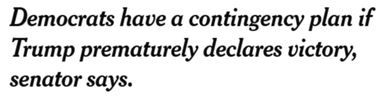 Democrats have a contingency plan if
Trump prematurely declares victory,
senator says.